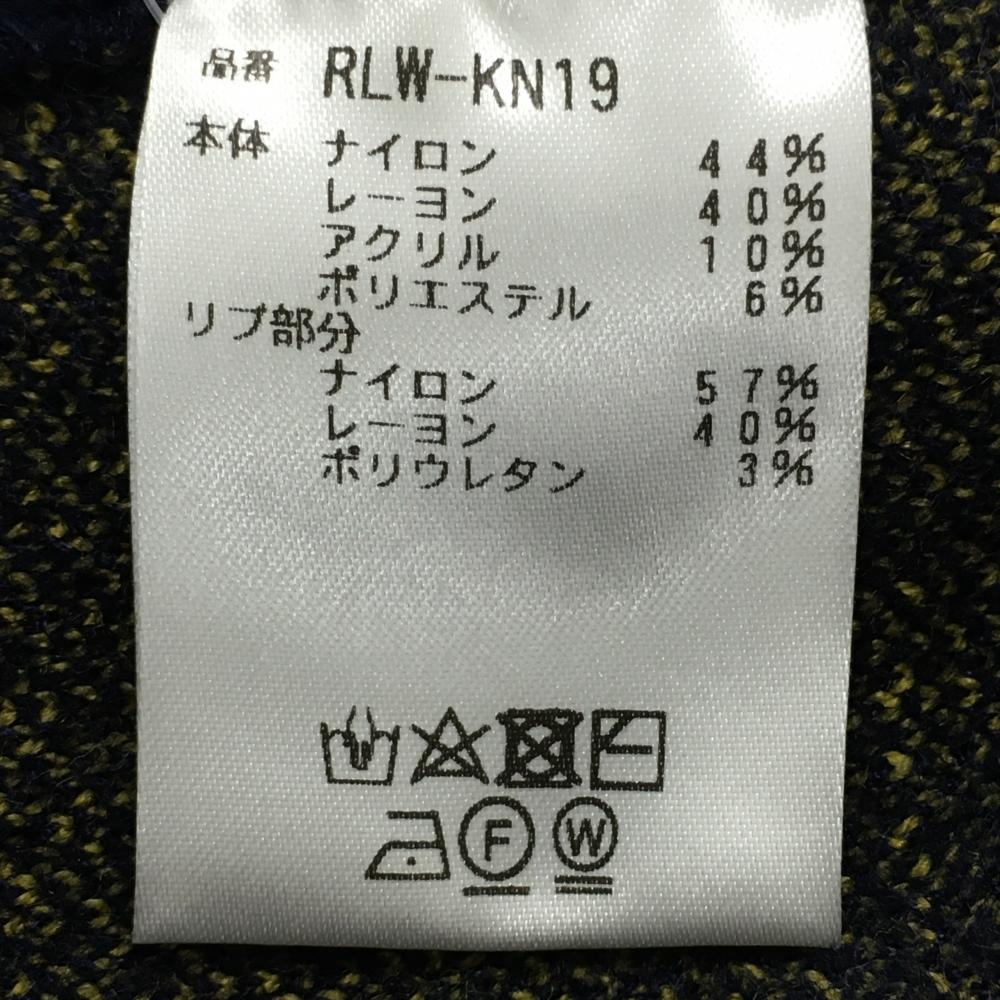 品番 RLW-KN19
本体 ナイロン 44%
レーヨン 40%
アクリル 10%
ポリエステル 6%
リブ部分
ナイロン 57%
レーヨン 40%
ポリウレタン 3%
F W